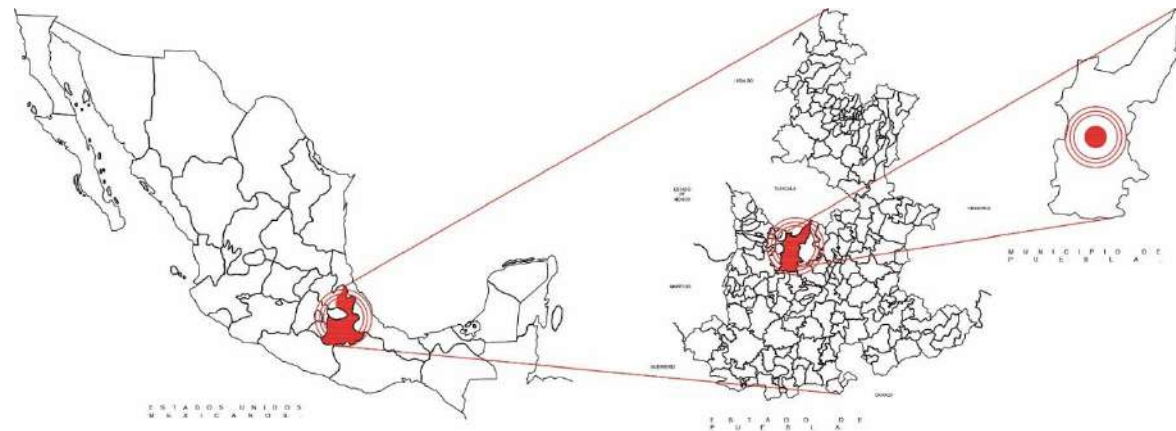 HIDALGO
TLAXCALA
ESTADO
DE
MEXICO
VERACRUZ
MORELOS
GUERRERO
OAXACA
MUNICIPIO DE
PUEBLA.
ESTADOS UNIDOS
MEXICANOS.
ESTADO DE
PUEBLA